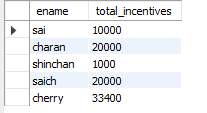 ename total_incentives
sai 10000
charan 20000
shinchan 1000
saich 20000
cherry 33400